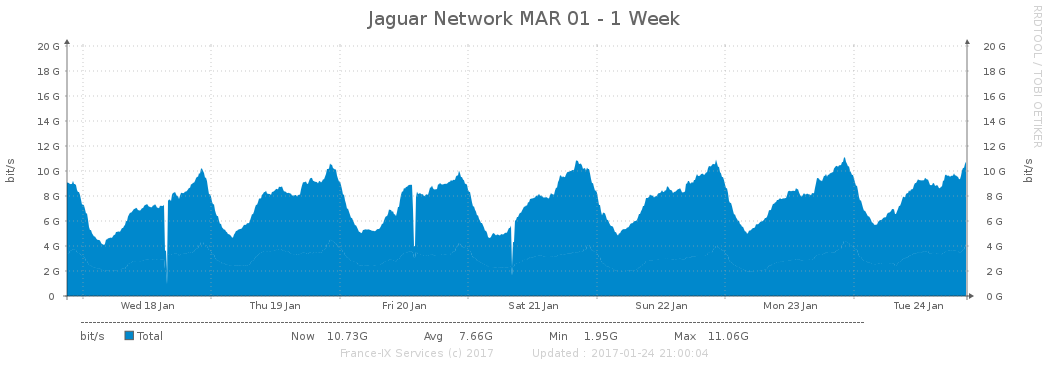 Jaguar Network MAR 01 - 1 Week
RRDTOOL / TOBI OETIKER
bit/s
bit/s
20 G 20 G
18 G 18 G
16 G 16 G
14 G 14 G
12 G 12 G
10 G 10 G
8 G 8 G
6 G 6 G
4 G 4 G
2 G 2 G
0 0 G
Wed 18 Jan Thu 19 Jan Fri 20 Jan Sat 21 Jan Sun 22 Jan Mon 23 Jan Tue 24 Jan
bit/s Total Now 10.73G Avg 7.66G Min 1.95G Max 11.06G
France-IX Services (c) 2017 Updated : 2017-01-24 21:00:04